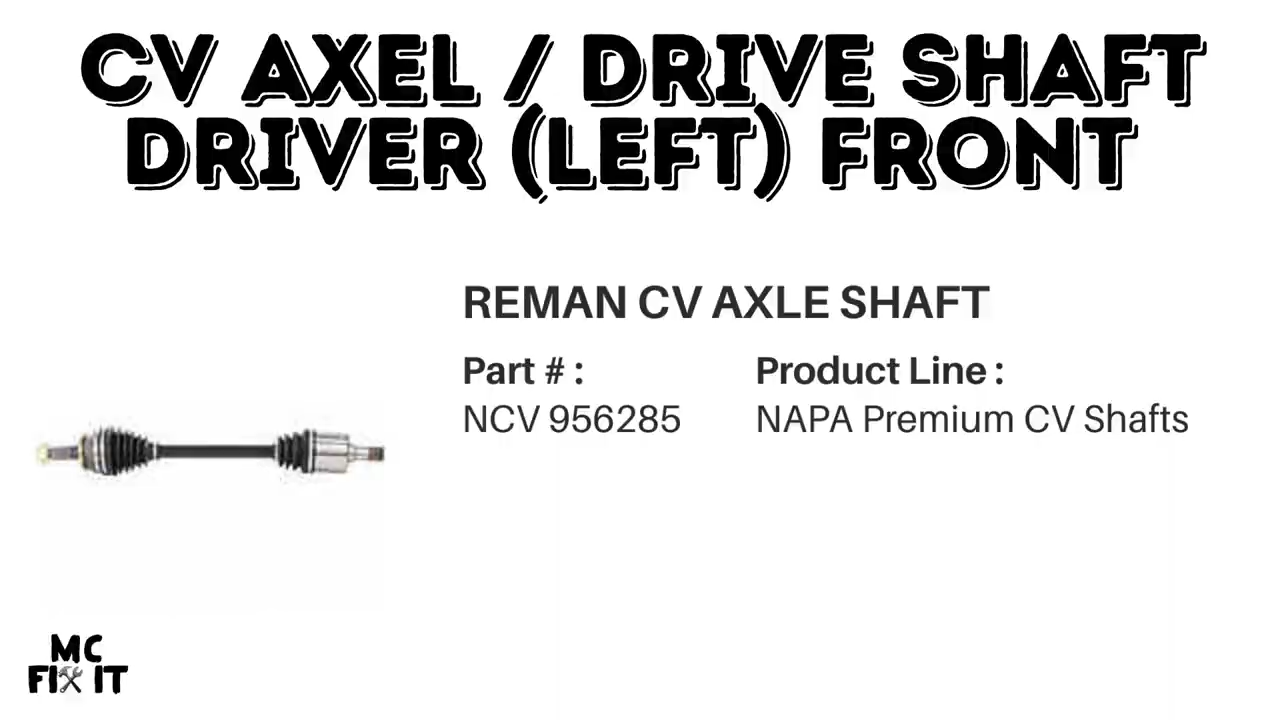 CV AXEL / DRIVE SHAFT
DRIVER (LEFT) FRONT
REMAN CV AXLE SHAFT
Part # : Product Line :
NCV 956285 NAPA Premium CV Shafts
MC
FIX IT